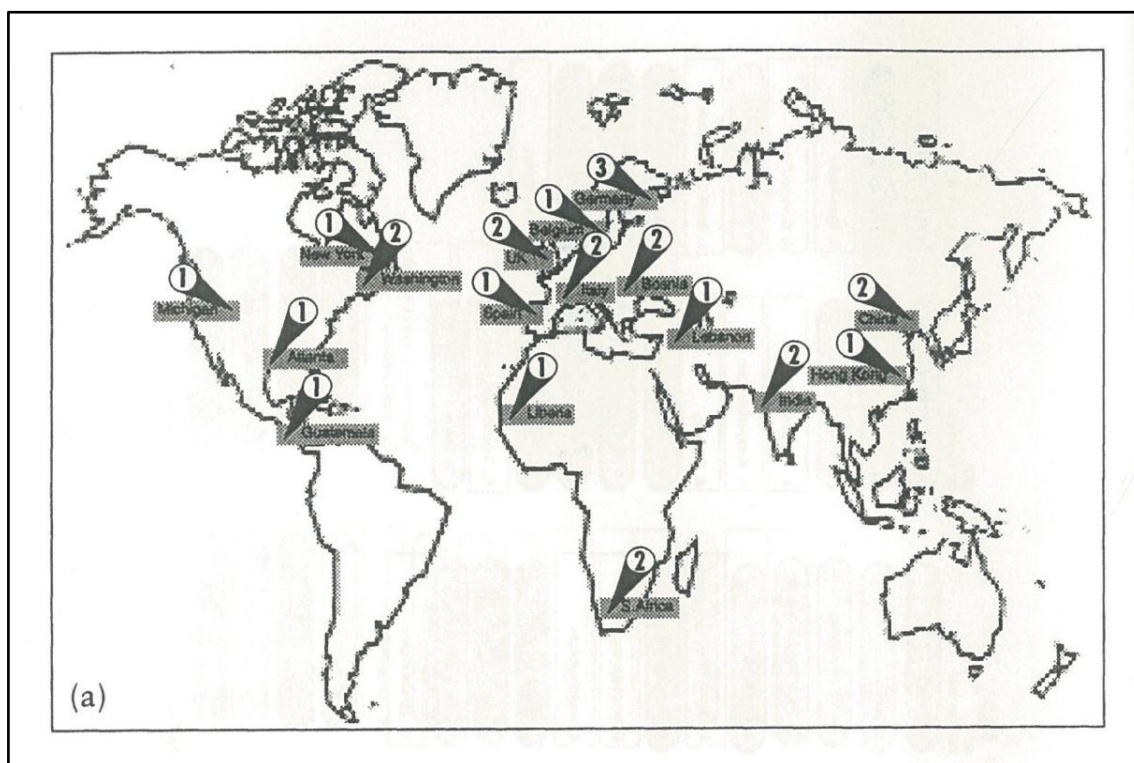 3
Germany
1
Belgium
2
UK
2
Italy
2
Bosnia
1
New York
2
Washington
1
Michigan
1
Spain
1
Lebanon
2
China
1
Hong Kong
1
Atlanta
1
Guatemala
1
Liberia
2
India
2
S.Africa
(a)